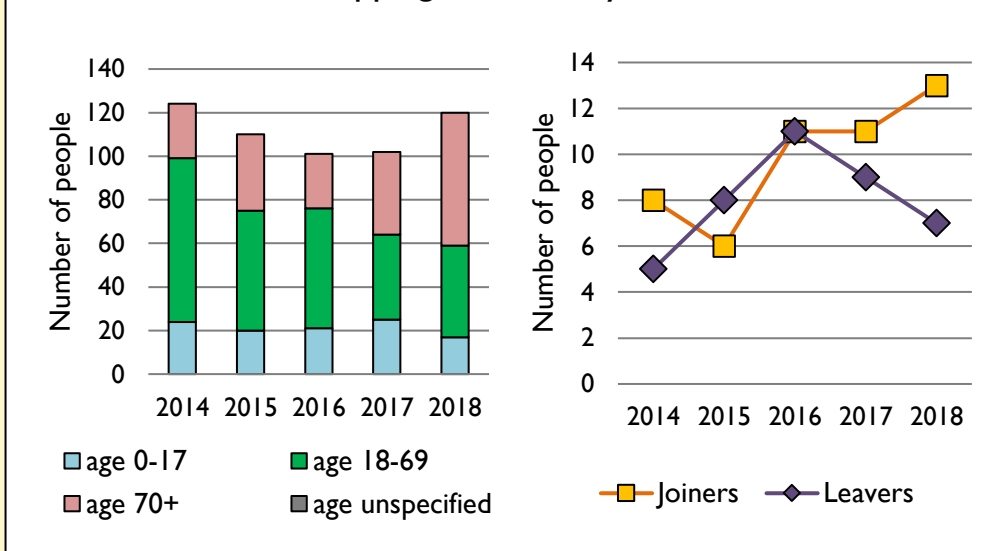 140
120
100
80
60
40
20
0
Number of people
2014 2015 2016 2017 2018
age 0-17
age 18-69
age 70+
age unspecified
14
12
10
8
6
4
2
0
Number of people
2014 2015 2016 2017 2018
Joiners
Leavers